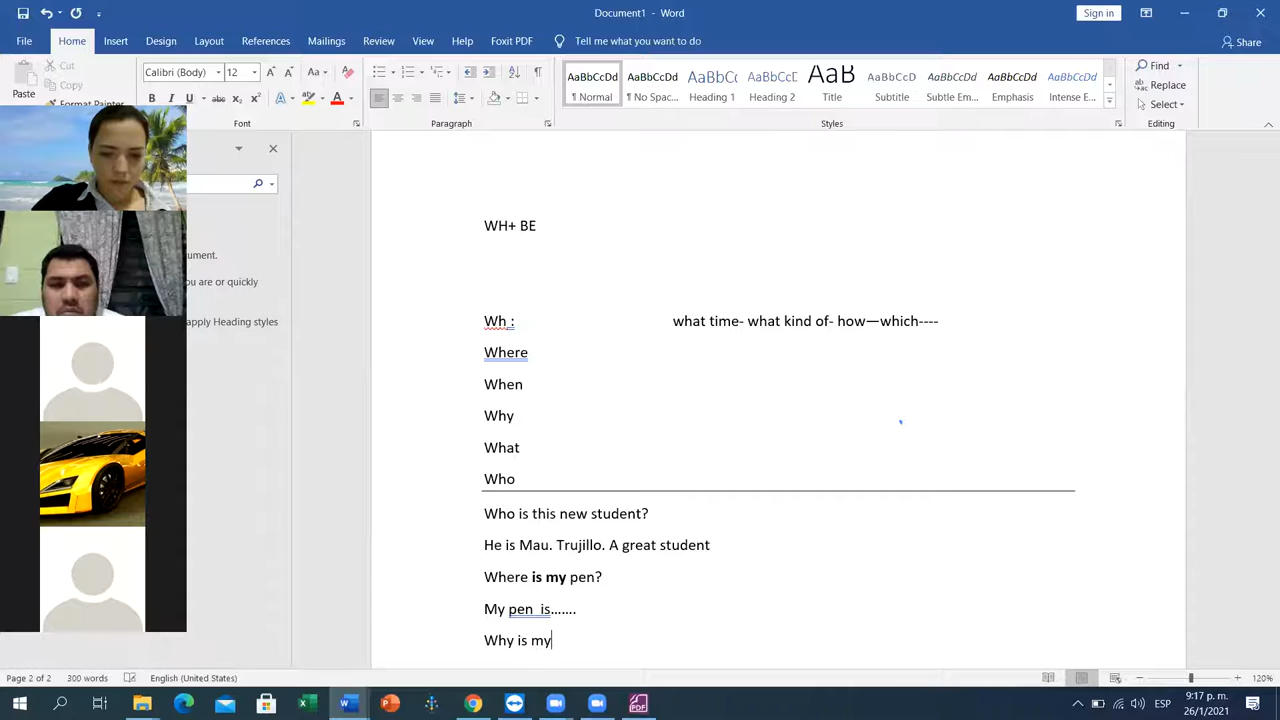 Document1 - Word
Sign in
File Home Insert Design Layout References Mailings Review View Help Foxit PDF Tell me what you want to do Share
Paste Cut Calibri (Body) 12 AaBbCcDd AaBbCcDd AaBbCc AaBbCcD AaB AaBbCcD AaBbCcDd AaBbCcDd AaBbCcDd Find
Copy Replace
Format Painter ¶ Normal ¶ No Spac... Heading 1 Heading 2 Title Subtitle Subtle Em... Emphasis Intense E... Select
Font Paragraph Styles Editing
ument.
you are or quickly
apply Heading styles
WH+ BE
Wh : what time- what kind of- how—which----
Where
When
Why
What
Who
Who is this new student?
He is Mau. Trujillo. A great student
Where is my pen?
My pen is.......
Why is my
Page 2 of 2 300 words English (United States) 120%
ESP 9:17 p. m.
26/1/2021